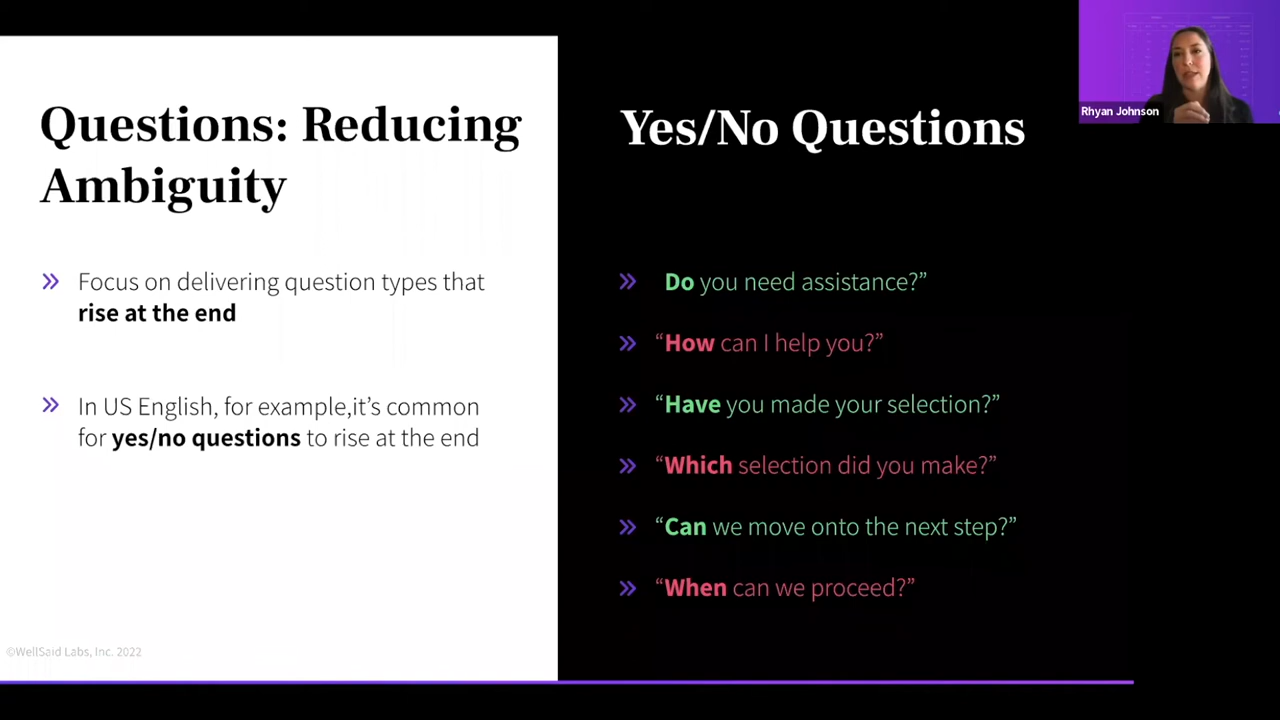 Questions: Reducing
Ambiguity
Focus on delivering question types that
rise at the end
In US English, for example,it’s common
for yes/no questions to rise at the end
©WellSaid Labs, Inc. 2022
Yes/No Questions
Do you need assistance?”
“How can I help you?”
“Have you made your selection?”
“Which selection did you make?”
“Can we move onto the next step?”
“When can we proceed?”
Rhyan Johnson